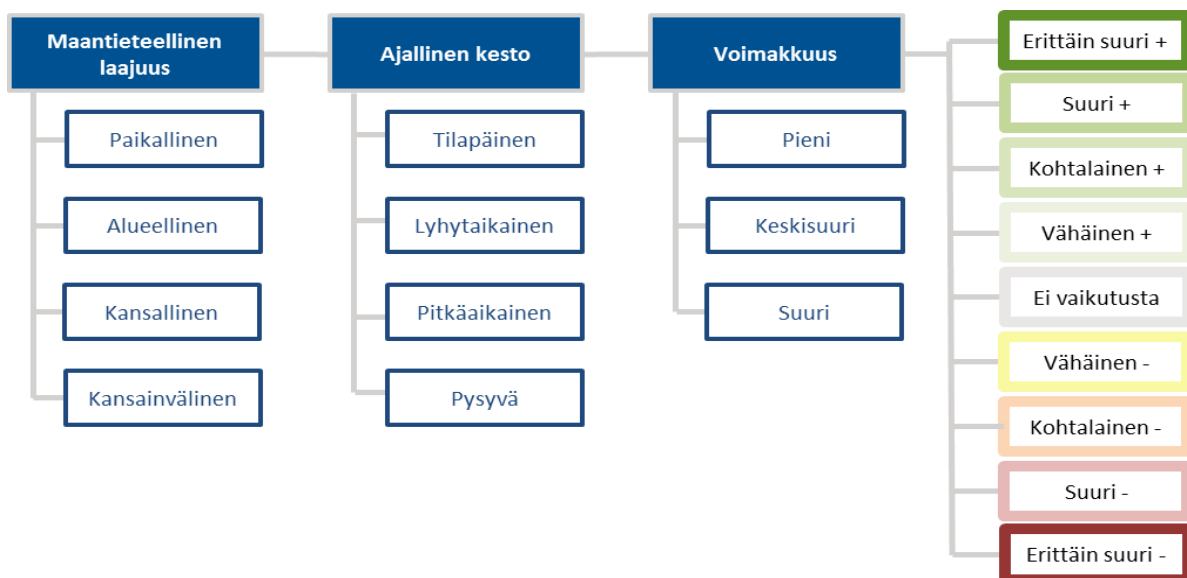 Maantieteellinen
laajuus
Paikallinen
Alueellinen
Kansallinen
Kansainvälinen
Ajallinen kesto
Tilapäinen
Lyhytaikainen
Pitkäaikainen
Pysyvä
Voimakkuus
Pieni
Keskisuuri
Suuri
Erittäin suuri +
Suuri +
Kohtalainen +
Vähäinen +
Ei vaikutusta
Vähäinen -
Kohtalainen -
Suuri -
Erittäin suuri -